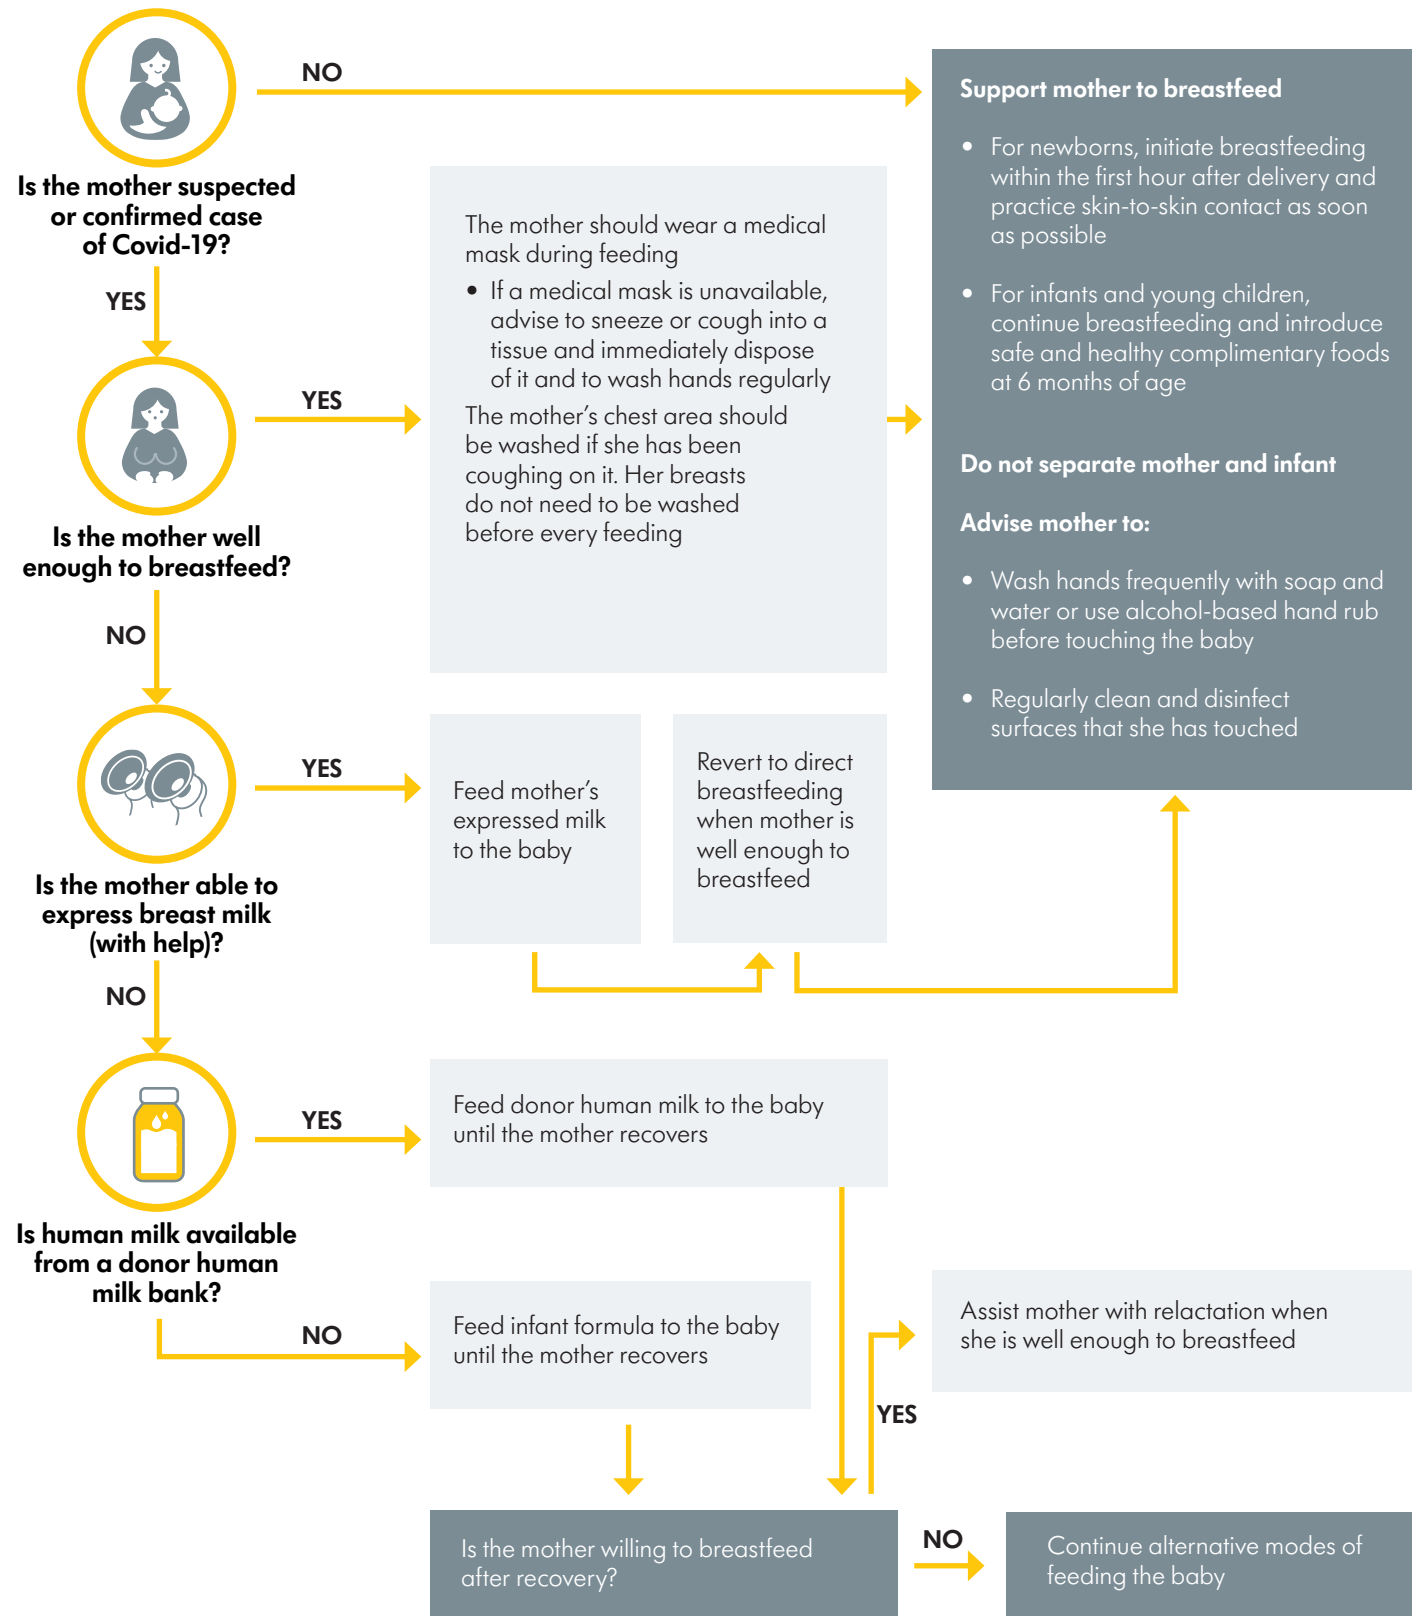 NO
Is the mother suspected
or confirmed case
of Covid-19?
YES
Is the mother well
enough to breastfeed?
YES
The mother should wear a medical
mask during feeding
• If a medical mask is unavailable,
advise to sneeze or cough into a
tissue and immediately dispose
of it and to wash hands regularly
The mother's chest area should
be washed if she has been
coughing on it. Her breasts
do not need to be washed
before every feeding
Support mother to breastfeed
• For newborns, initiate breastfeeding
within the first hour after delivery and
practice skin-to-skin contact as soon
as possible
• For infants and young children,
continue breastfeeding and introduce
safe and healthy complimentary foods
at 6 months of age
Do not separate mother and infant
Advise mother to:
• Wash hands frequently with soap and
water or use alcohol-based hand rub
before touching the baby
• Regularly clean and disinfect
surfaces that she has touched
NO
Is the mother able to
express breast milk
(with help)?
YES
Feed mother's
expressed milk
to the baby
Revert to direct
breastfeeding
when mother is
well enough to
breastfeed
NO
Is human milk available
from a donor human
milk bank?
YES
Feed donor human milk to the baby
until the mother recovers
NO
Feed infant formula to the baby
until the mother recovers
Is the mother willing to breastfeed
after recovery?
YES
Assist mother with relactation when
she is well enough to breastfeed
NO
Continue alternative modes of
feeding the baby